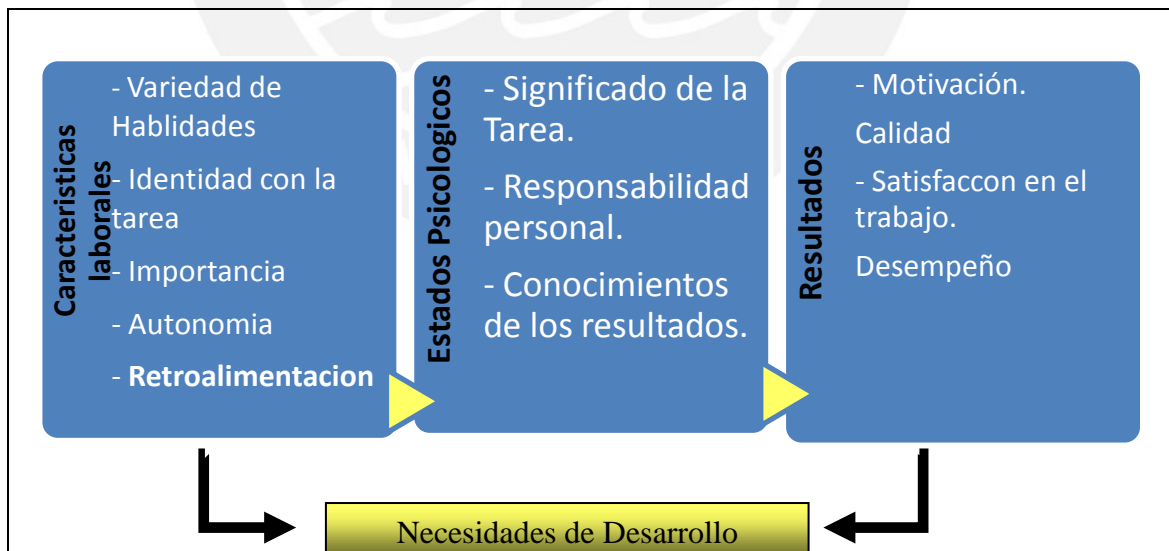 Caracteristicas
laborales
- Variedad de
Hablidades
- Identidad con la
tarea
- Importancia
- Autonomia
- Retroalimentacion
Estados Psicologicos
- Significado de la
Tarea.
- Responsabilidad
personal.
- Conocimientos
de los resultados.
Resultados
- Motivación.
Calidad
- Satisfaccon en el
trabajo.
Desempeño
Necesidades de Desarrollo